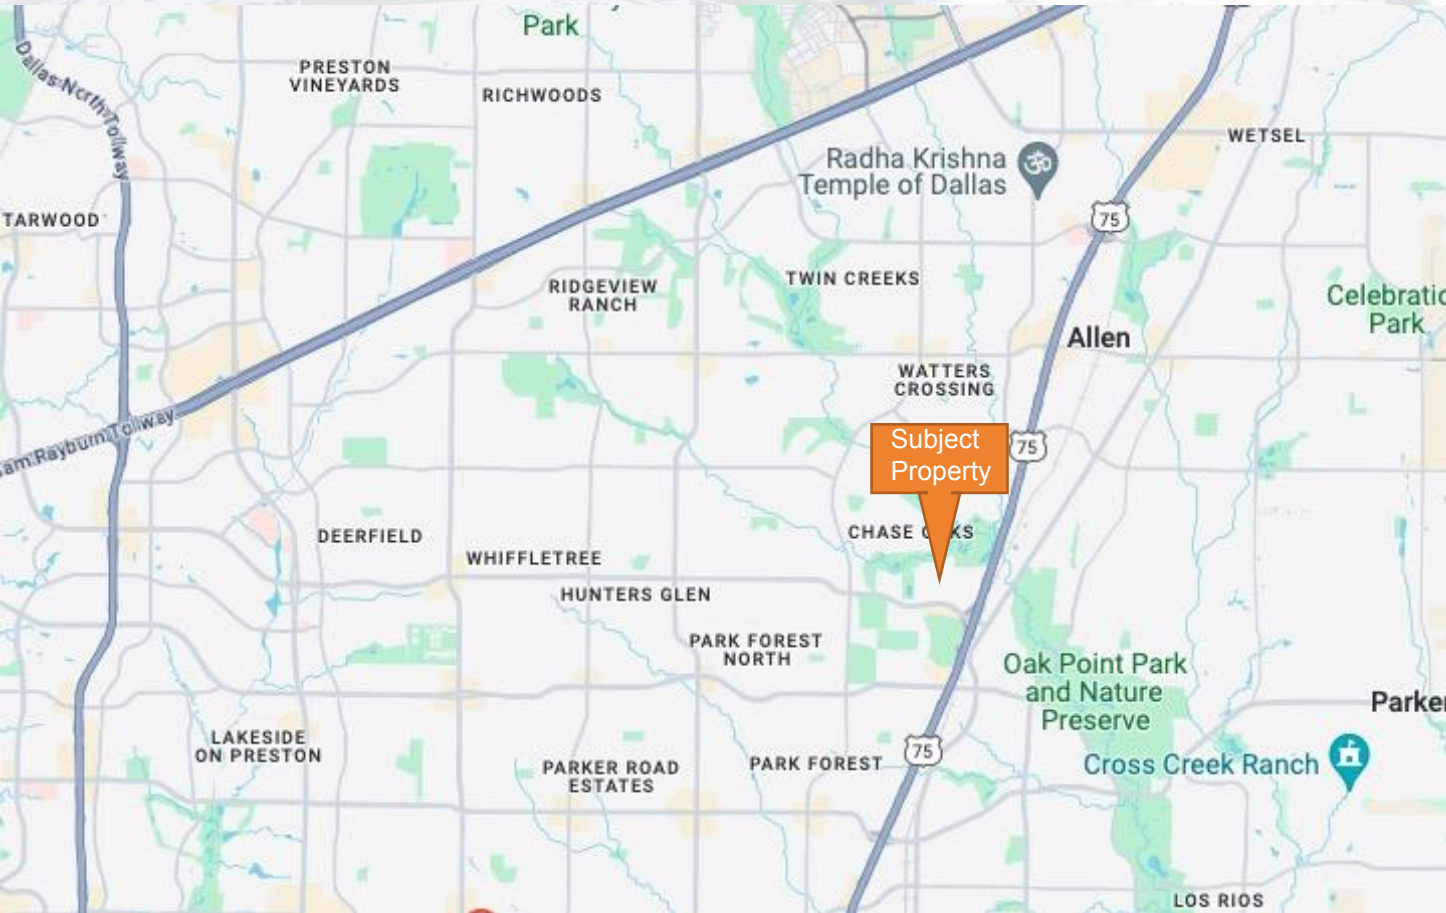 Park
Dallas North Tollway
PRESTON
VINEYARDS
RICHWOODS
WETSEL
Radha Krishna
Temple of Dallas
75
TARWOOD
TWIN CREEKS
RIDGEVIEW
RANCH
Celebratio
Park
Allen
WATTERS
CROSSING
Subject
Property
75
am Rayburn Tollway
CHASE O KS
DEERFIELD
WHIFFLETREE
HUNTERS GLEN
PARK FOREST
NORTH
Oak Point Park
and Nature
Preserve
Parker
LAKESIDE
ON PRESTON
75
PARK FOREST
Cross Creek Ranch
PARKER ROAD
ESTATES
LOS RIOS